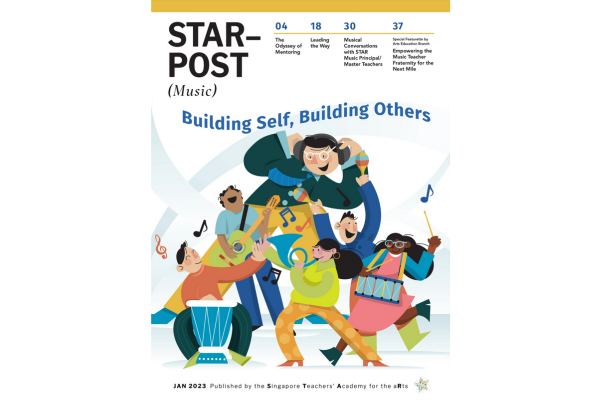 STAR–
POST
(Music)
04
The
Odyssey of
Mentoring
18
Leading
the Way
30
Musical
Conversations
with STAR
Music Principal/
Master Teachers
37
Special Featurette by
Arts Education Branch
Empowering the
Music Teacher
Fraternity for the
Next Mile
Building Self, Building Others
JAN 2023 Published by the Singapore Teachers' Academy for the aRts